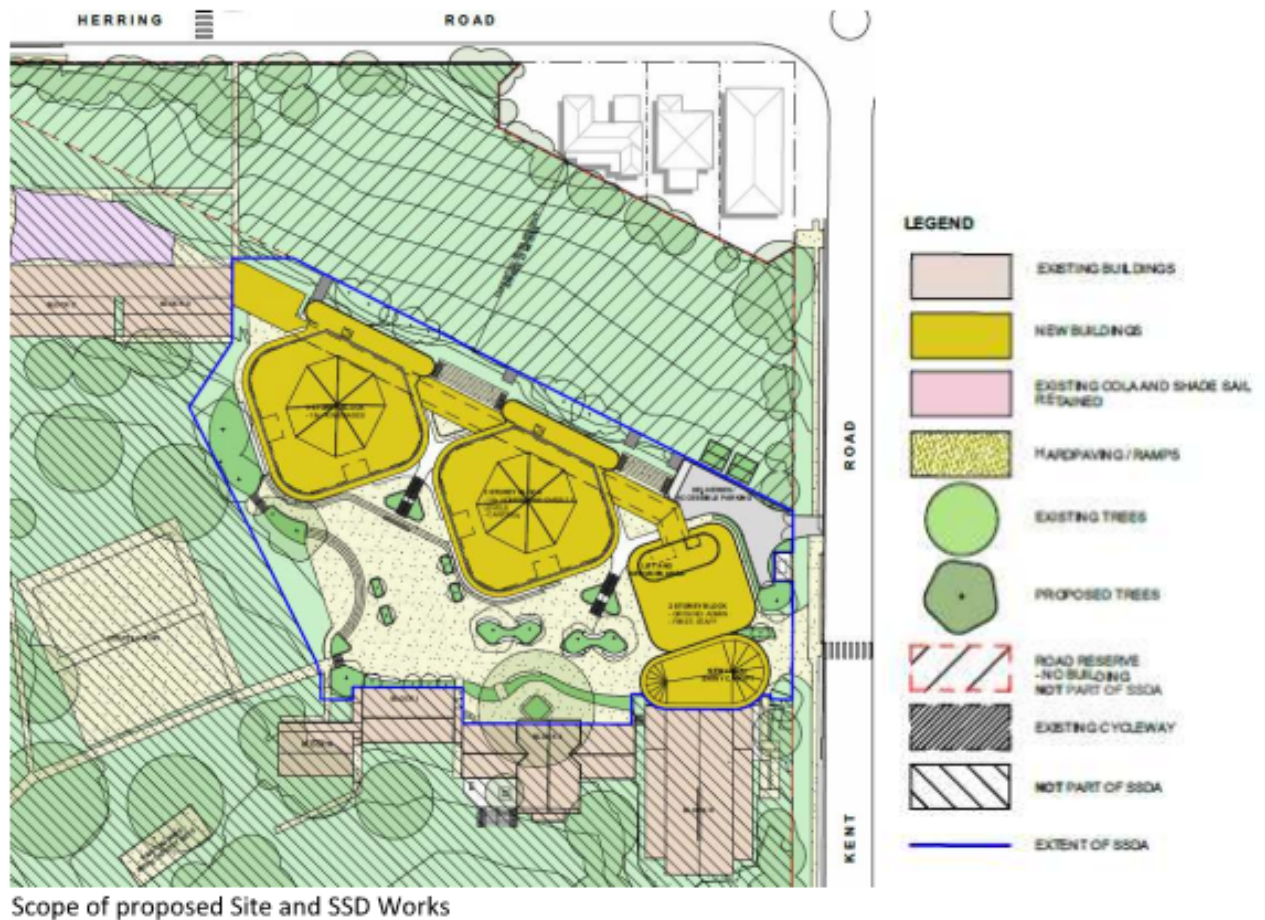 HERRING
ROAD
ROAD
KENT
LEGEND
EXISTING BUILDINGS
NEW BUILDINGS
EXISTING COLA AND SHADE SAIL
RETAINED
HARDPAVING / RAMPS
EXISTING TREES
PROPOSED TREES
ROAD RESERVE
- NO BUILDING
NOT PART OF SSDA
EXISTING CYCLEWAY
NOT PART OF SSDA
EXTENT OF SSDA
Scope of proposed Site and SSD Works